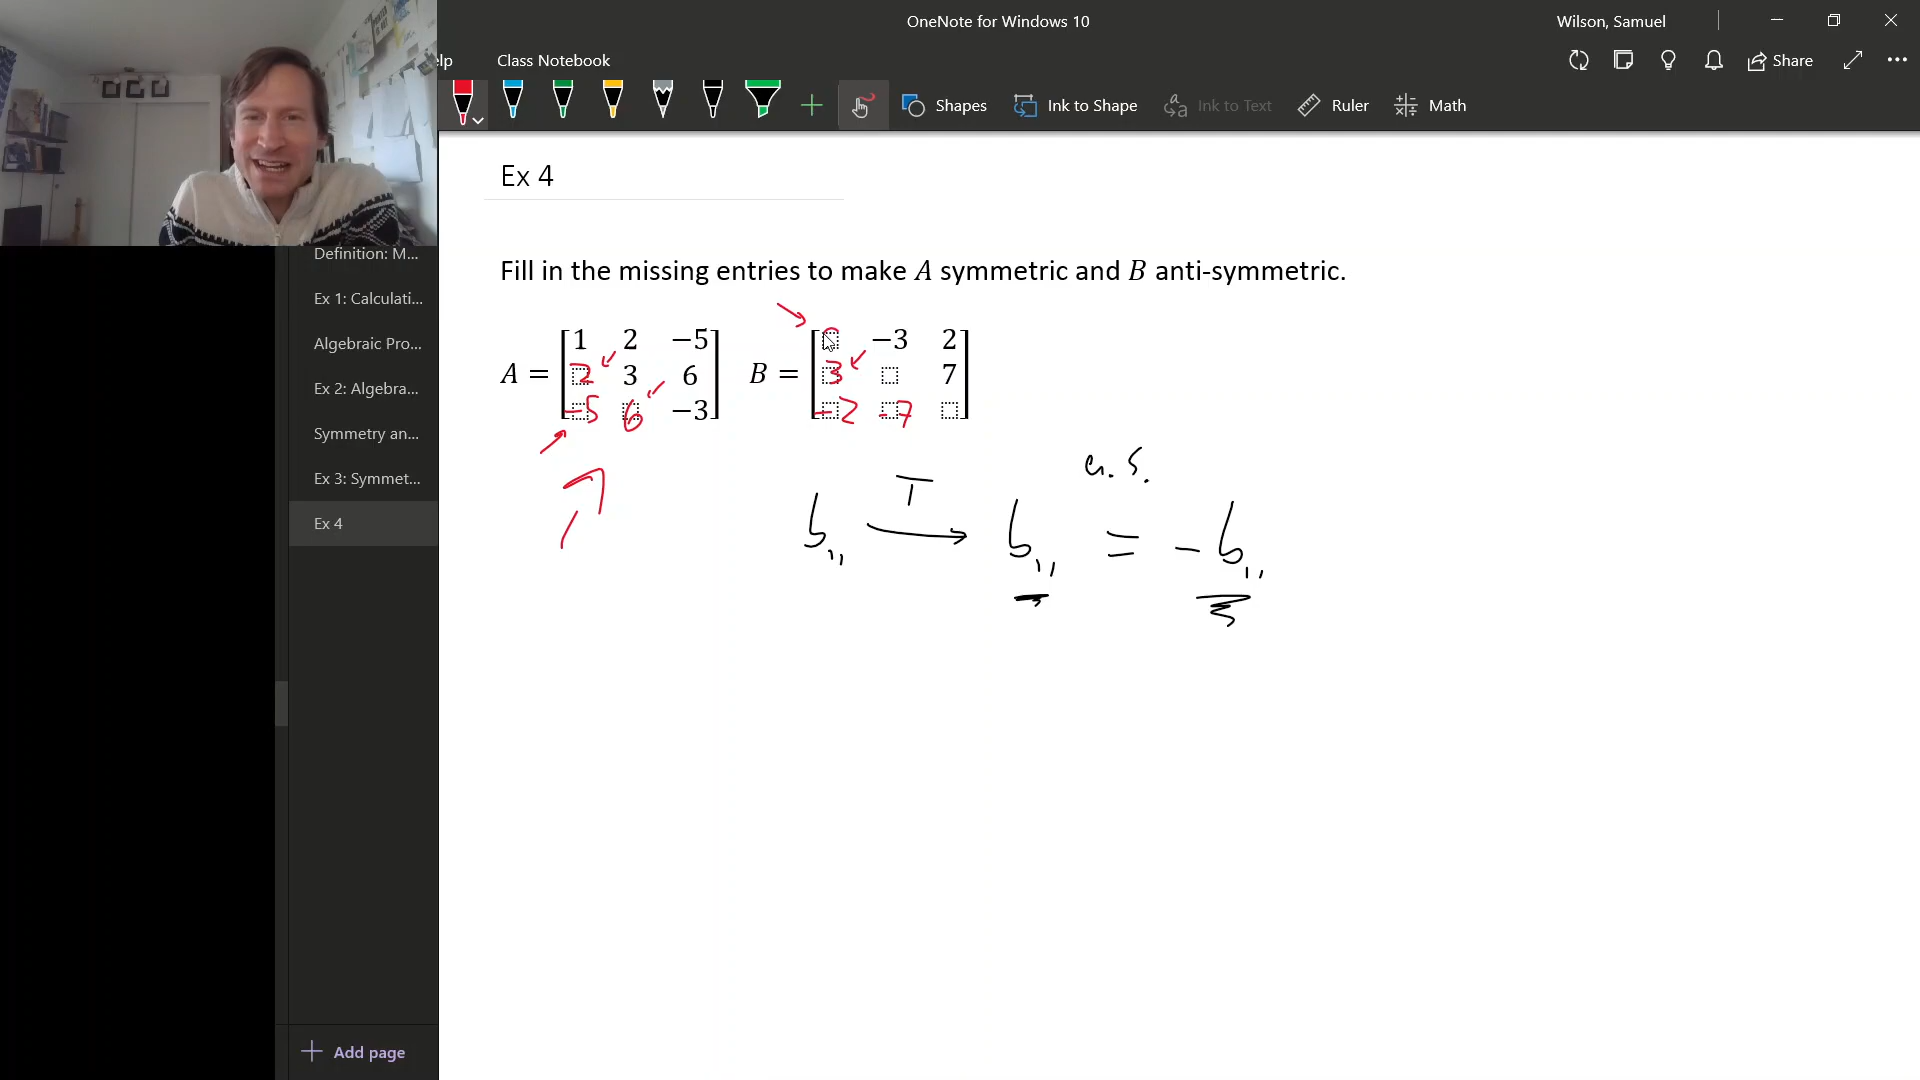 OneNote for Windows 10
Wilson, Samuel
elp Class Notebook
Share
Shapes Ink to Shape Ink to Text Ruler Math
Ex 4
Definition: M...
Ex 1: Calculati...
Algebraic Pro...
Ex 2: Algebra...
Symmetry an...
Ex 3: Symmet...
Ex 4
Add page
Fill in the missing entries to make A symmetric and B anti-symmetric.
A = [1 2 −5
2 3 6
−5 6 −3]
B = [ −3 2
3 7
−2 −7 ]
a.s.
b₁₁ T→ b₁₁ = −b₁₁